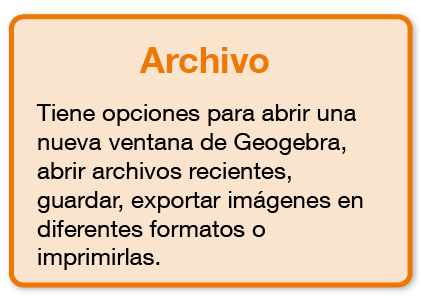 Archivo
Tiene opciones para abrir una
nueva ventana de Geogebra,
abrir archivos recientes,
guardar, exportar imágenes en
diferentes formatos o
imprimirlas.